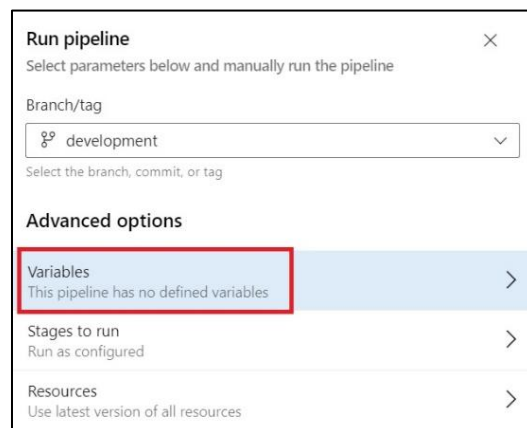 Run pipeline
Select parameters below and manually run the pipeline
Branch/tag
development
Select the branch, commit, or tag
Advanced options
Variables
This pipeline has no defined variables
Stages to run
Run as configured
Resources
Use latest version of all resources